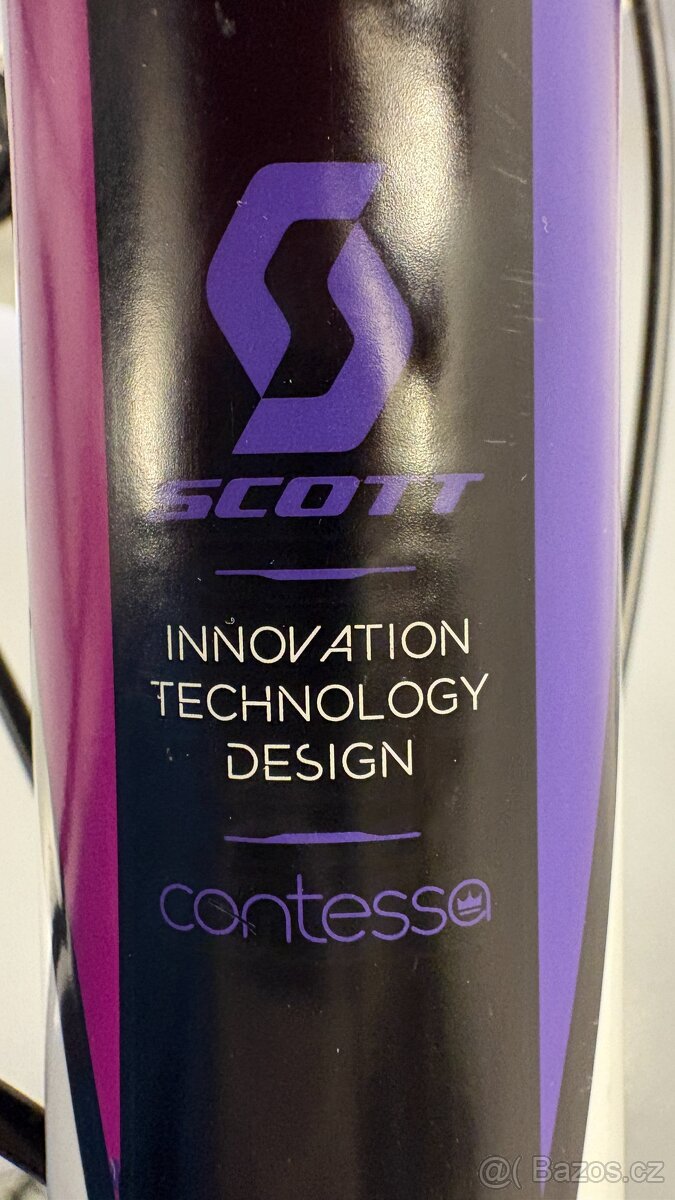 SCOTT
INNOVATION
TECHNOLOGY
DESIGN
contessa
@( Bazos.cz